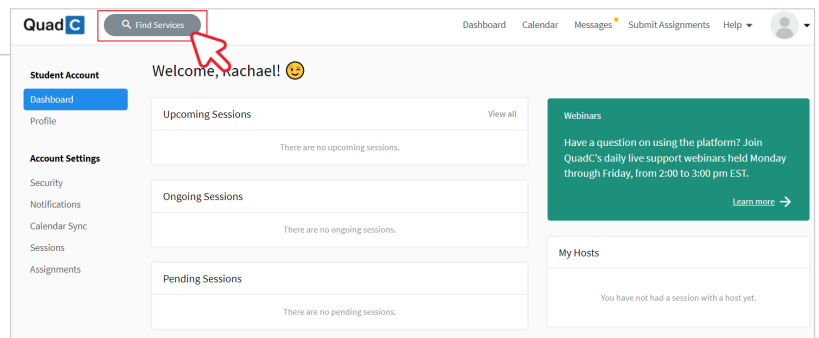 Quad C
Find Services
Dashboard
Calendar
Messages
Submit Assignments
Help
Student Account
Dashboard
Profile
Account Settings
Security
Notifications
Calendar Sync
Sessions
Assignments
Welcome, Rachael!
Upcoming Sessions
View all
There are no upcoming sessions.
Ongoing Sessions
There are no ongoing sessions.
Pending Sessions
There are no pending sessions.
Webinars
Have a question on using the platform? Join
QuadC's daily live support webinars held Monday
through Friday, from 2:00 to 3:00 pm EST.
Learn more
My Hosts
You have not had a session with a host yet.